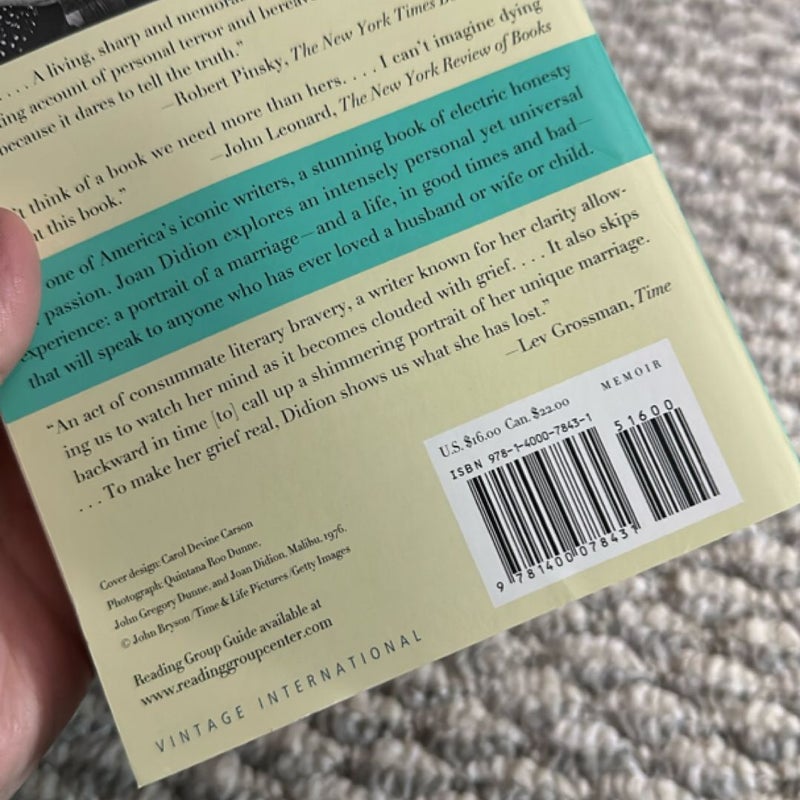 . . . . A living, sharp and memora
ing account of personal terror and bereav
because it dares to tell the truth."
—Robert Pinsky, The New York Times B
't think of a book we need more than hers. . . . I can't imagine dying
t this book."
—John Leonard, The New York Review of Books
one of America's iconic writers, a stunning book of electric honesty
passion. Joan Didion explores an intensely personal yet universal
experience: a portrait of a marriage—and a life, in good times and bad—
that will speak to anyone who has ever loved a husband or wife or child.
"An act of consummate literary bravery, a writer known for her clarity allow-
ing us to watch her mind as it becomes clouded with grief. . . . It also skips
backward in time [to] call up a shimmering portrait of her unique marriage.
. . . To make her grief real, Didion shows us what she has lost."
—Lev Grossman, Time
Cover design: Carol Devine Carson
Photograph: Quintana Roo Dunne,
John Gregory Dunne, and Joan Didion, Malibu, 1976.
© John Bryson/Time & Life Pictures/Getty Images
Reading Group Guide available at
www.readinggroupcenter.com
VINTAGE INTERNATIONAL
U.S. $16.00 Can. $22.00
MEMOIR
ISBN 978-1-4000-7843-1
51600
9 781400 078431